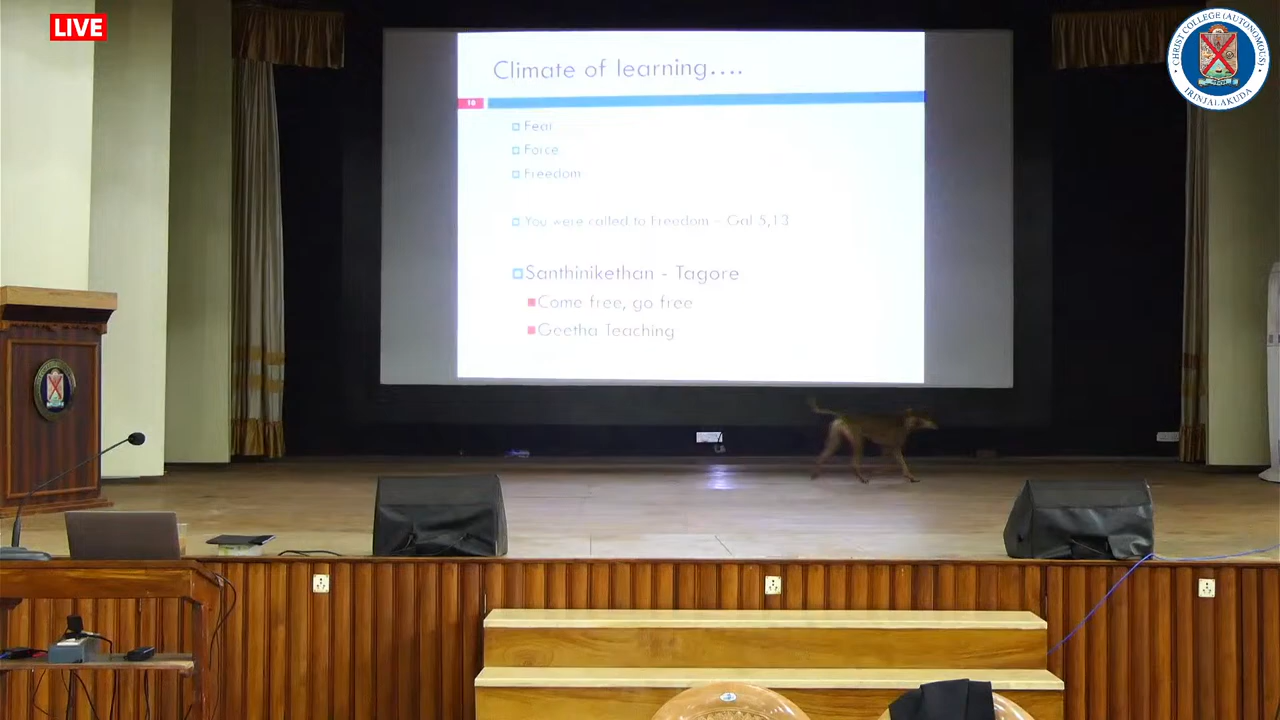 LIVE
CHRIST COLLEGE (AUTONOMOUS)
IRINJALAKUDA
Climate of learning....
10
Fear
Force
Freedom
You were called to Freedom – Gal 5,13
Santhinikethan - Tagore
Come free, go free
Geetha Teaching